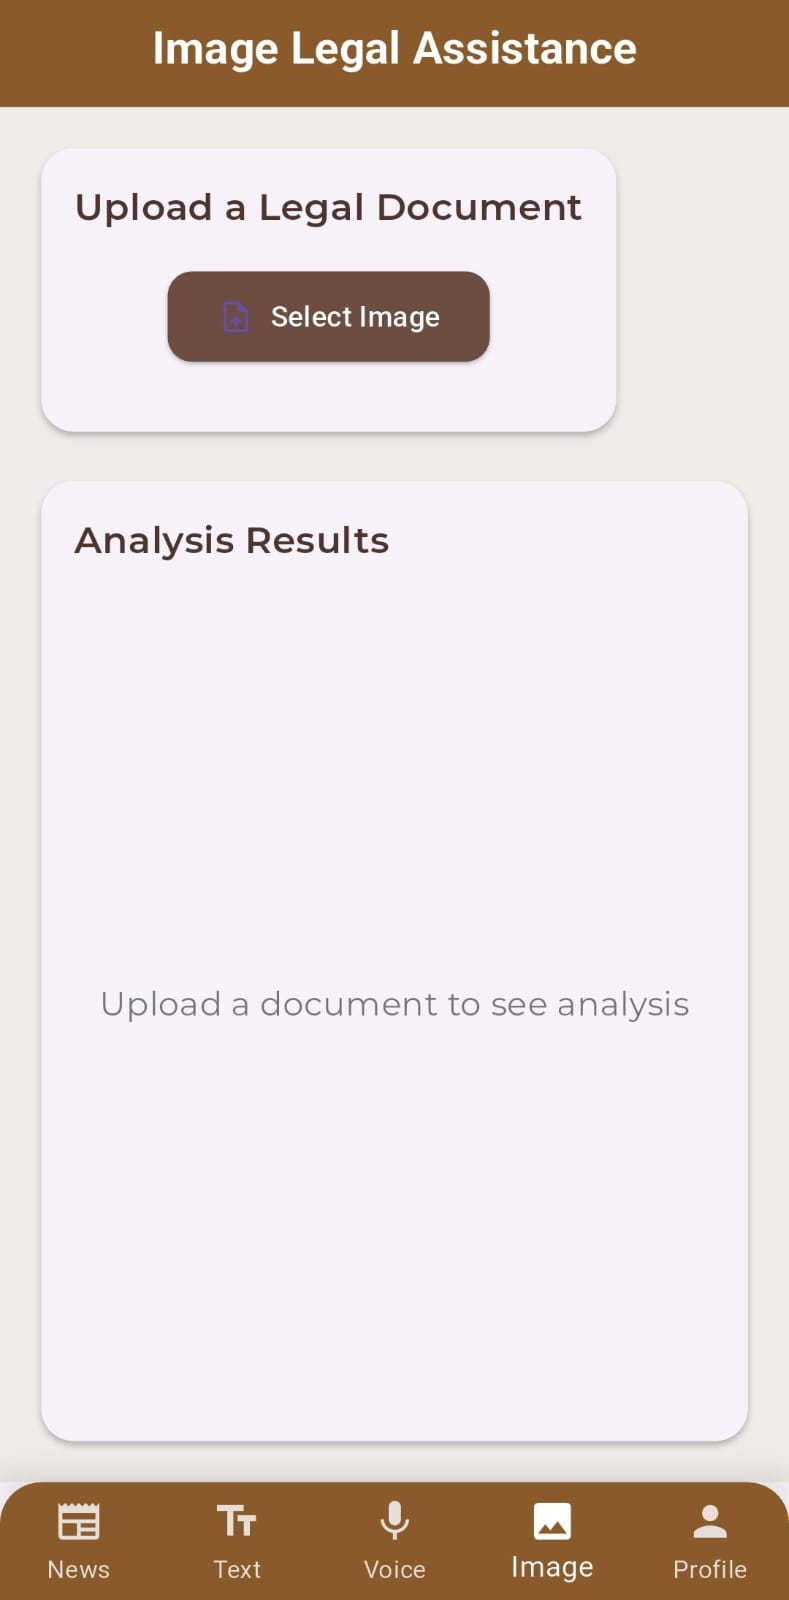 Image Legal Assistance
Upload a Legal Document
Select Image
Analysis Results
Upload a document to see analysis
News
Text
Voice
Image
Profile